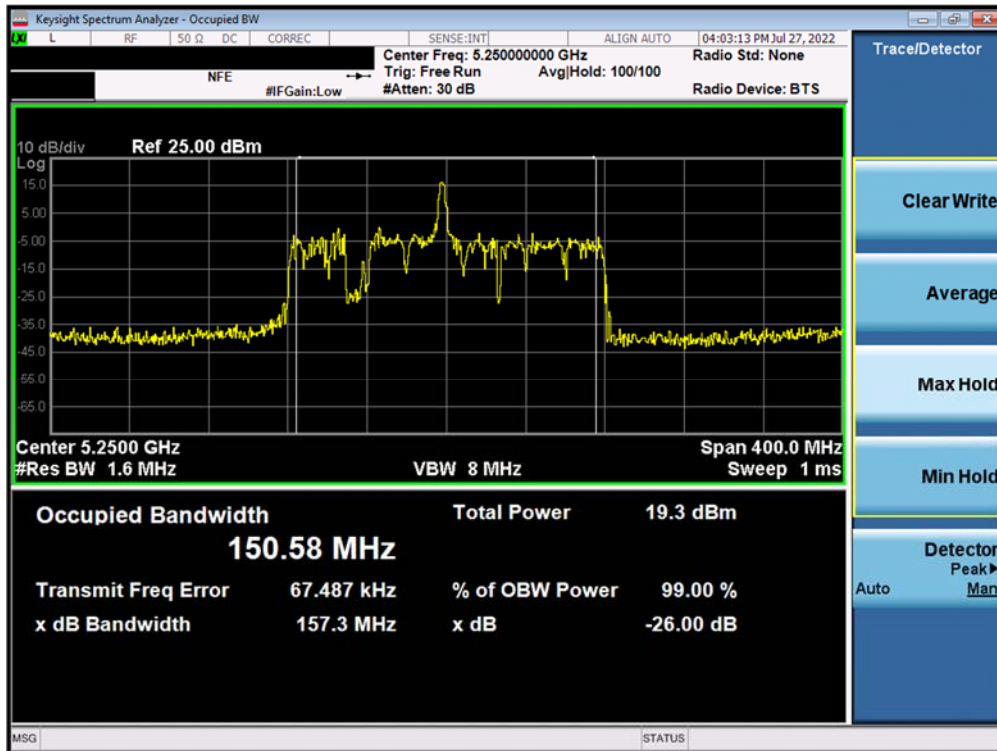 Keysight Spectrum Analyzer - Occupied BW
LXI L RF 50 Ω DC CORREC SENSE:INT ALIGN AUTO 04:03:13 PM Jul 27, 2022
Center Freq: 5.250000000 GHz Radio Std: None
NFE Trig: Free Run Avg|Hold: 100/100
#IFGain:Low #Atten: 30 dB Radio Device: BTS
Trace/Detector
10 dB/div Ref 25.00 dBm
Log
15.0
5.00
-5.00
-15.0
-25.0
-35.0
-45.0
-55.0
-65.0
Center 5.2500 GHz Span 400.0 MHz
#Res BW 1.6 MHz VBW 8 MHz Sweep 1 ms
Occupied Bandwidth Total Power 19.3 dBm
150.58 MHz
Transmit Freq Error 67.487 kHz % of OBW Power 99.00 %
x dB Bandwidth 157.3 MHz x dB -26.00 dB
Clear Write
Average
Max Hold
Min Hold
Detector
Peak▶
Auto Man
MSG STATUS